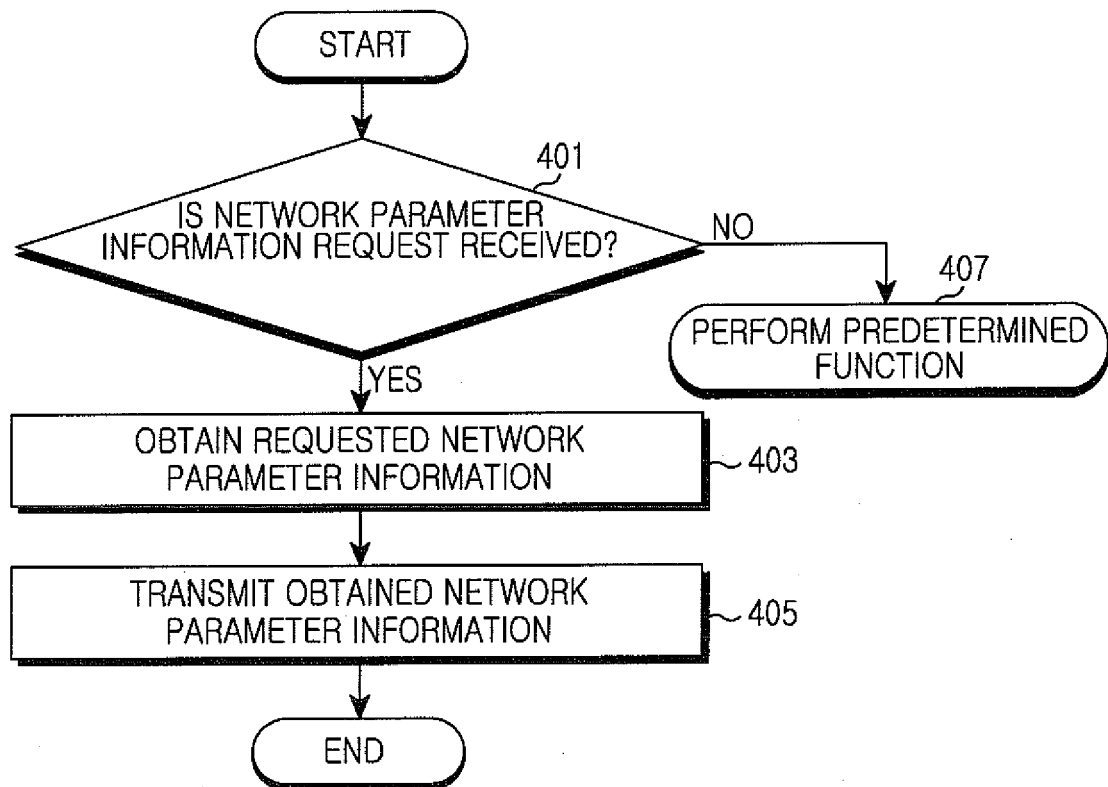 START
401
IS NETWORK PARAMETER
INFORMATION REQUEST RECEIVED?
NO
407
PERFORM PREDETERMINED
FUNCTION
YES
OBTAIN REQUESTED NETWORK
PARAMETER INFORMATION
403
TRANSMIT OBTAINED NETWORK
PARAMETER INFORMATION
405
END